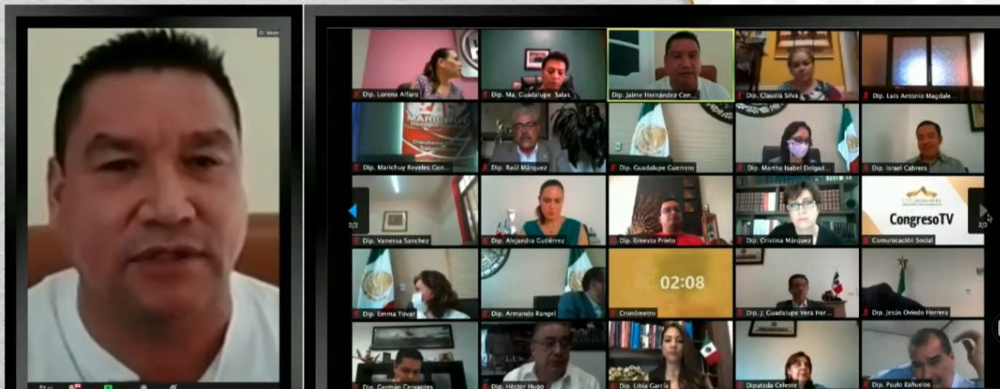 Dip. Lorena Alfaro
Dip. Ma. Guadalupe Salas
Dip. Jaime Hernández Cen...
Dip. Claudia Silva
Dip. Luis Antonio Magdale...
Dip. Marichuy Reveles Con...
Dip. Raúl Márquez
Dip. Guadalupe Guerrero
Dip. Martha Isabel Delgad...
Dip. Israel Cabrera
2/2
Dip. Vanessa Sanchez
Dip. Alejandra Gutiérrez
Dip. Ernesto Prieto
Dip. Cristina Márquez
CongresoTV
Comunicación Social
2/2
Dip. Emma Tovar
Dip. Armando Rangel
02:08
Cronómetro
Dip. J. Guadalupe Vera Her...
Dip. Jesús Oviedo Herrera
Dip. Germán Cervantes
Dip. Héctor Hugo
Dip. Libia García
Diputada Celeste
Dip. Paulo Bañuelos